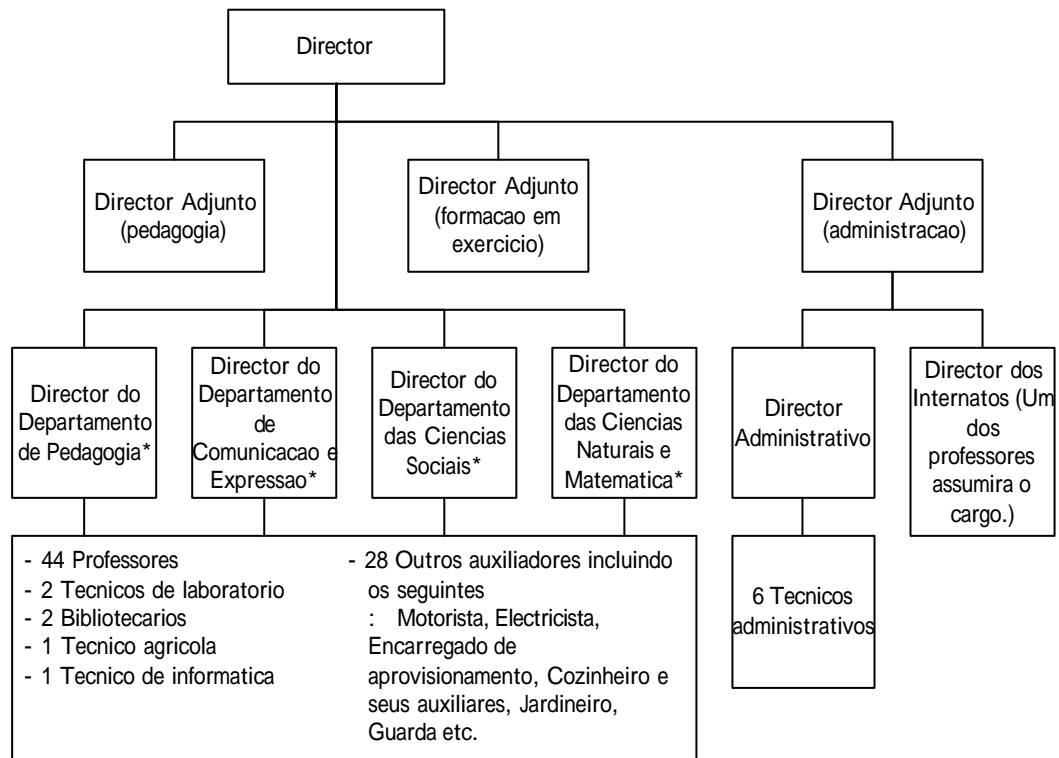 Director
Director Adjunto
(pedagogia)
Director Adjunto
(formacao em
exercicio)
Director Adjunto
(administracao)
Director do
Departamento
de Pedagogia*
Director do
Departamento
de
Comunicacao e
Expressao*
Director do
Departamento
das Ciencias
Sociais*
Director do
Departamento
das Ciencias
Naturais e
Matematica*
Director
Administrativo
Director dos
Internatos (Um
dos
professores
assumira o
cargo.)
- 44 Professores
- 2 Tecnicos de laboratorio
- 2 Bibliotecarios
- 1 Tecnico agricola
- 1 Tecnico de informatica
- 28 Outros auxiliadores incluindo
os seguintes
: Motorista, Electricista,
Encarregado de
aprovisionamento, Cozinheiro e
seus auxiliares, Jardineiro,
Guarda etc.
6 Tecnicos
administrativos